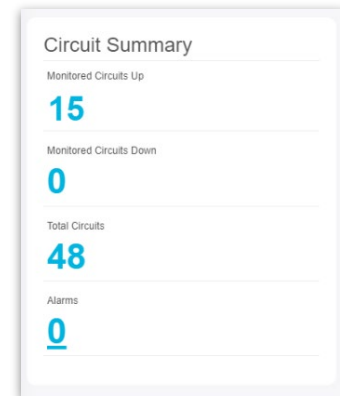 Circuit Summary
Monitored Circuits Up
15
Monitored Circuits Down
0
Total Circuits
48
Alarms
0